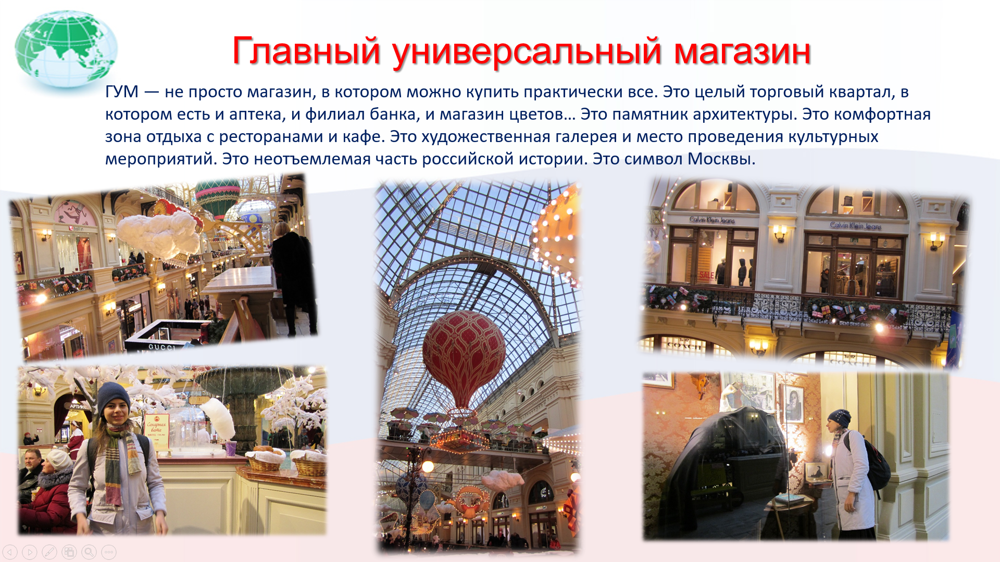 Главный универсальный магазин
ГУМ — не просто магазин, в котором можно купить практически все. Это целый торговый квартал, в
котором есть и аптека, и филиал банка, и магазин цветов... Это памятник архитектуры. Это комфортная
зона отдыха с ресторанами и кафе. Это художественная галерея и место проведения культурных
мероприятий. Это неотъемлемая часть российской истории. Это символ Москвы.
GUCCI
Calvin Klein Jeans
Calvin Klein Jeans
SALE
COACH
Сахарная
вата